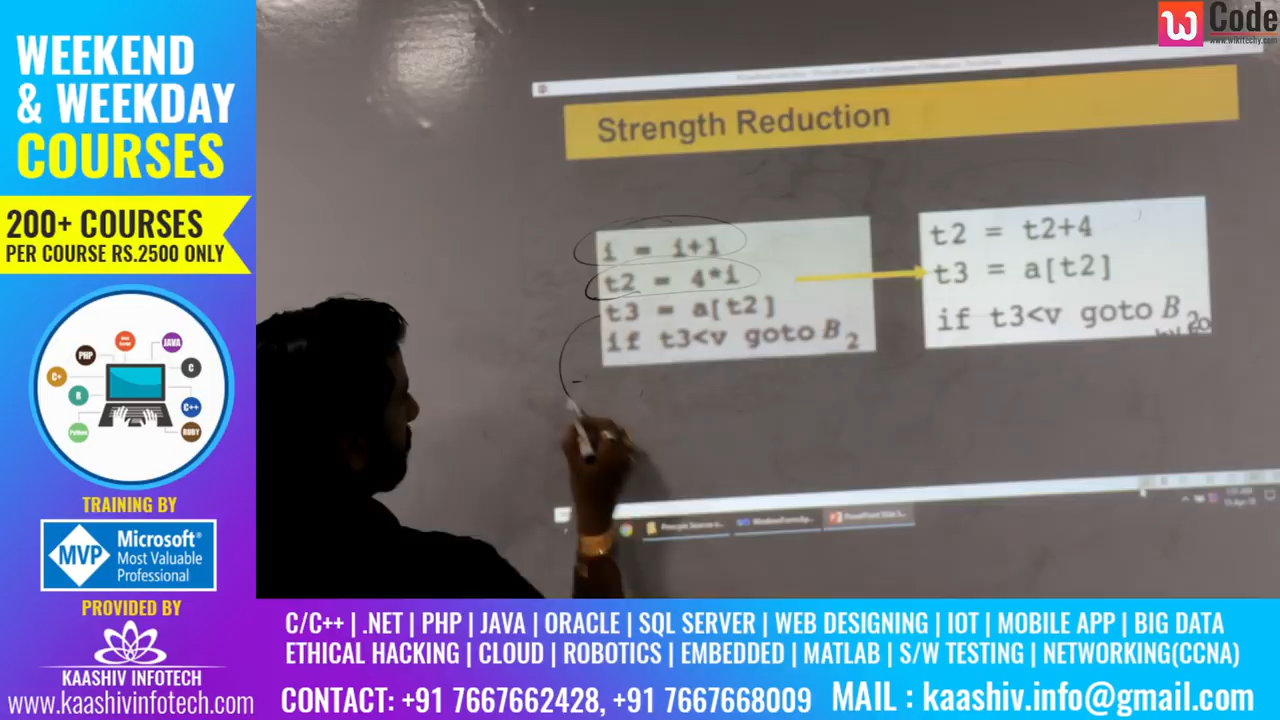 WEEKEND
& WEEKDAY
COURSES
200+ COURSES
PER COURSE RS.2500 ONLY
PHP
JAVA
C+
C
R
C++
Python
RUBY
TRAINING BY
MVP
Microsoft®
Most Valuable
Professional
PROVIDED BY
KAASHIV INFOTECH
www.kaashivinfotech.com
W Code
www.wikitechy.com
Strength Reduction
i = i+1
t2 = 4*i
t3 = a[t2]
if t3<v goto B2
t2 = t2+4
t3 = a[t2]
if t3<v goto B2
C/C++ | .NET | PHP | JAVA | ORACLE | SQL SERVER | WEB DESIGNING | IOT | MOBILE APP | BIG DATA
ETHICAL HACKING | CLOUD | ROBOTICS | EMBEDDED | MATLAB | S/W TESTING | NETWORKING(CCNA)
CONTACT: +91 7667662428, +91 7667668009 MAIL : kaashiv.info@gmail.com